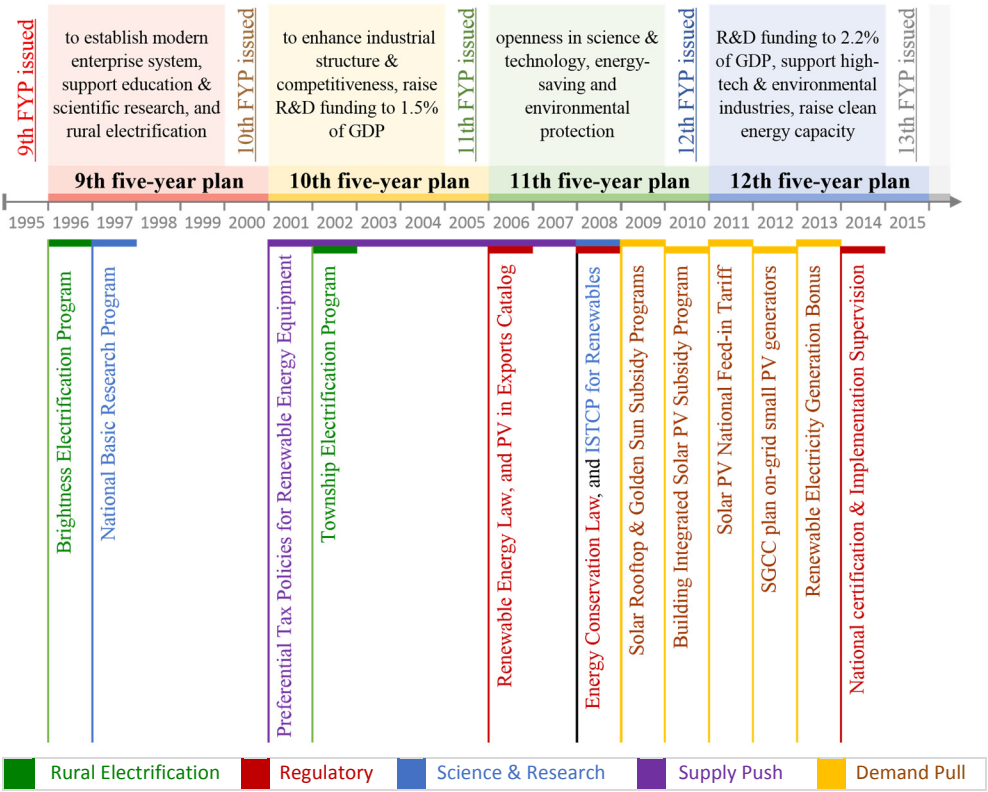 9th FYP issued
to establish modern
enterprise system,
support education &
scientific research, and
rural electrification
10th FYP issued
to enhance industrial
structure &
competitiveness, raise
R&D funding to 1.5%
of GDP
11th FYP issued
openness in science &
technology, energy-
saving and
environmental
protection
12th FYP issued
R&D funding to 2.2%
of GDP, support high-
tech & environmental
industries, raise clean
energy capacity
13th FYP issued
9th five-year plan
10th five-year plan
11th five-year plan
12th five-year plan
1995 1996 1997 1998 1999 2000 2001 2002 2003 2004 2005 2006 2007 2008 2009 2010 2011 2012 2013 2014 2015
Brightness Electrification Program
National Basic Research Program
Preferential Tax Policies for Renewable Energy Equipment
Township Electrification Program
Renewable Energy Law, and PV in Exports Catalog
Energy Conservation Law, and ISTCP for Renewables
Solar Rooftop & Golden Sun Subsidy Programs
Building Integrated Solar PV Subsidy Program
Solar PV National Feed-in Tariff
SGCC plan on-grid small PV generators
Renewable Electricity Generation Bonus
National certification & Implementation Supervision
Rural Electrification
Regulatory
Science & Research
Supply Push
Demand Pull